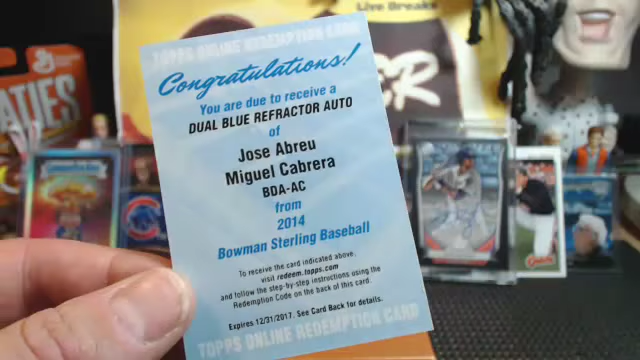 Live Breaks
TOPPS ONLINE REDEMPTION CARD
Congratulations!
You are due to receive a
DUAL BLUE REFRACTOR AUTO
of
Jose Abreu
Miguel Cabrera
BDA-AC
from
2014
Bowman Sterling Baseball
To receive the card indicated above,
visit redeem.topps.com
and follow the step-by-step instructions using the
Redemption Code on the back of this card.
Expires 12/31/2017. See Card Back for details.
TOPPS ONLINE REDEMPTION CARD